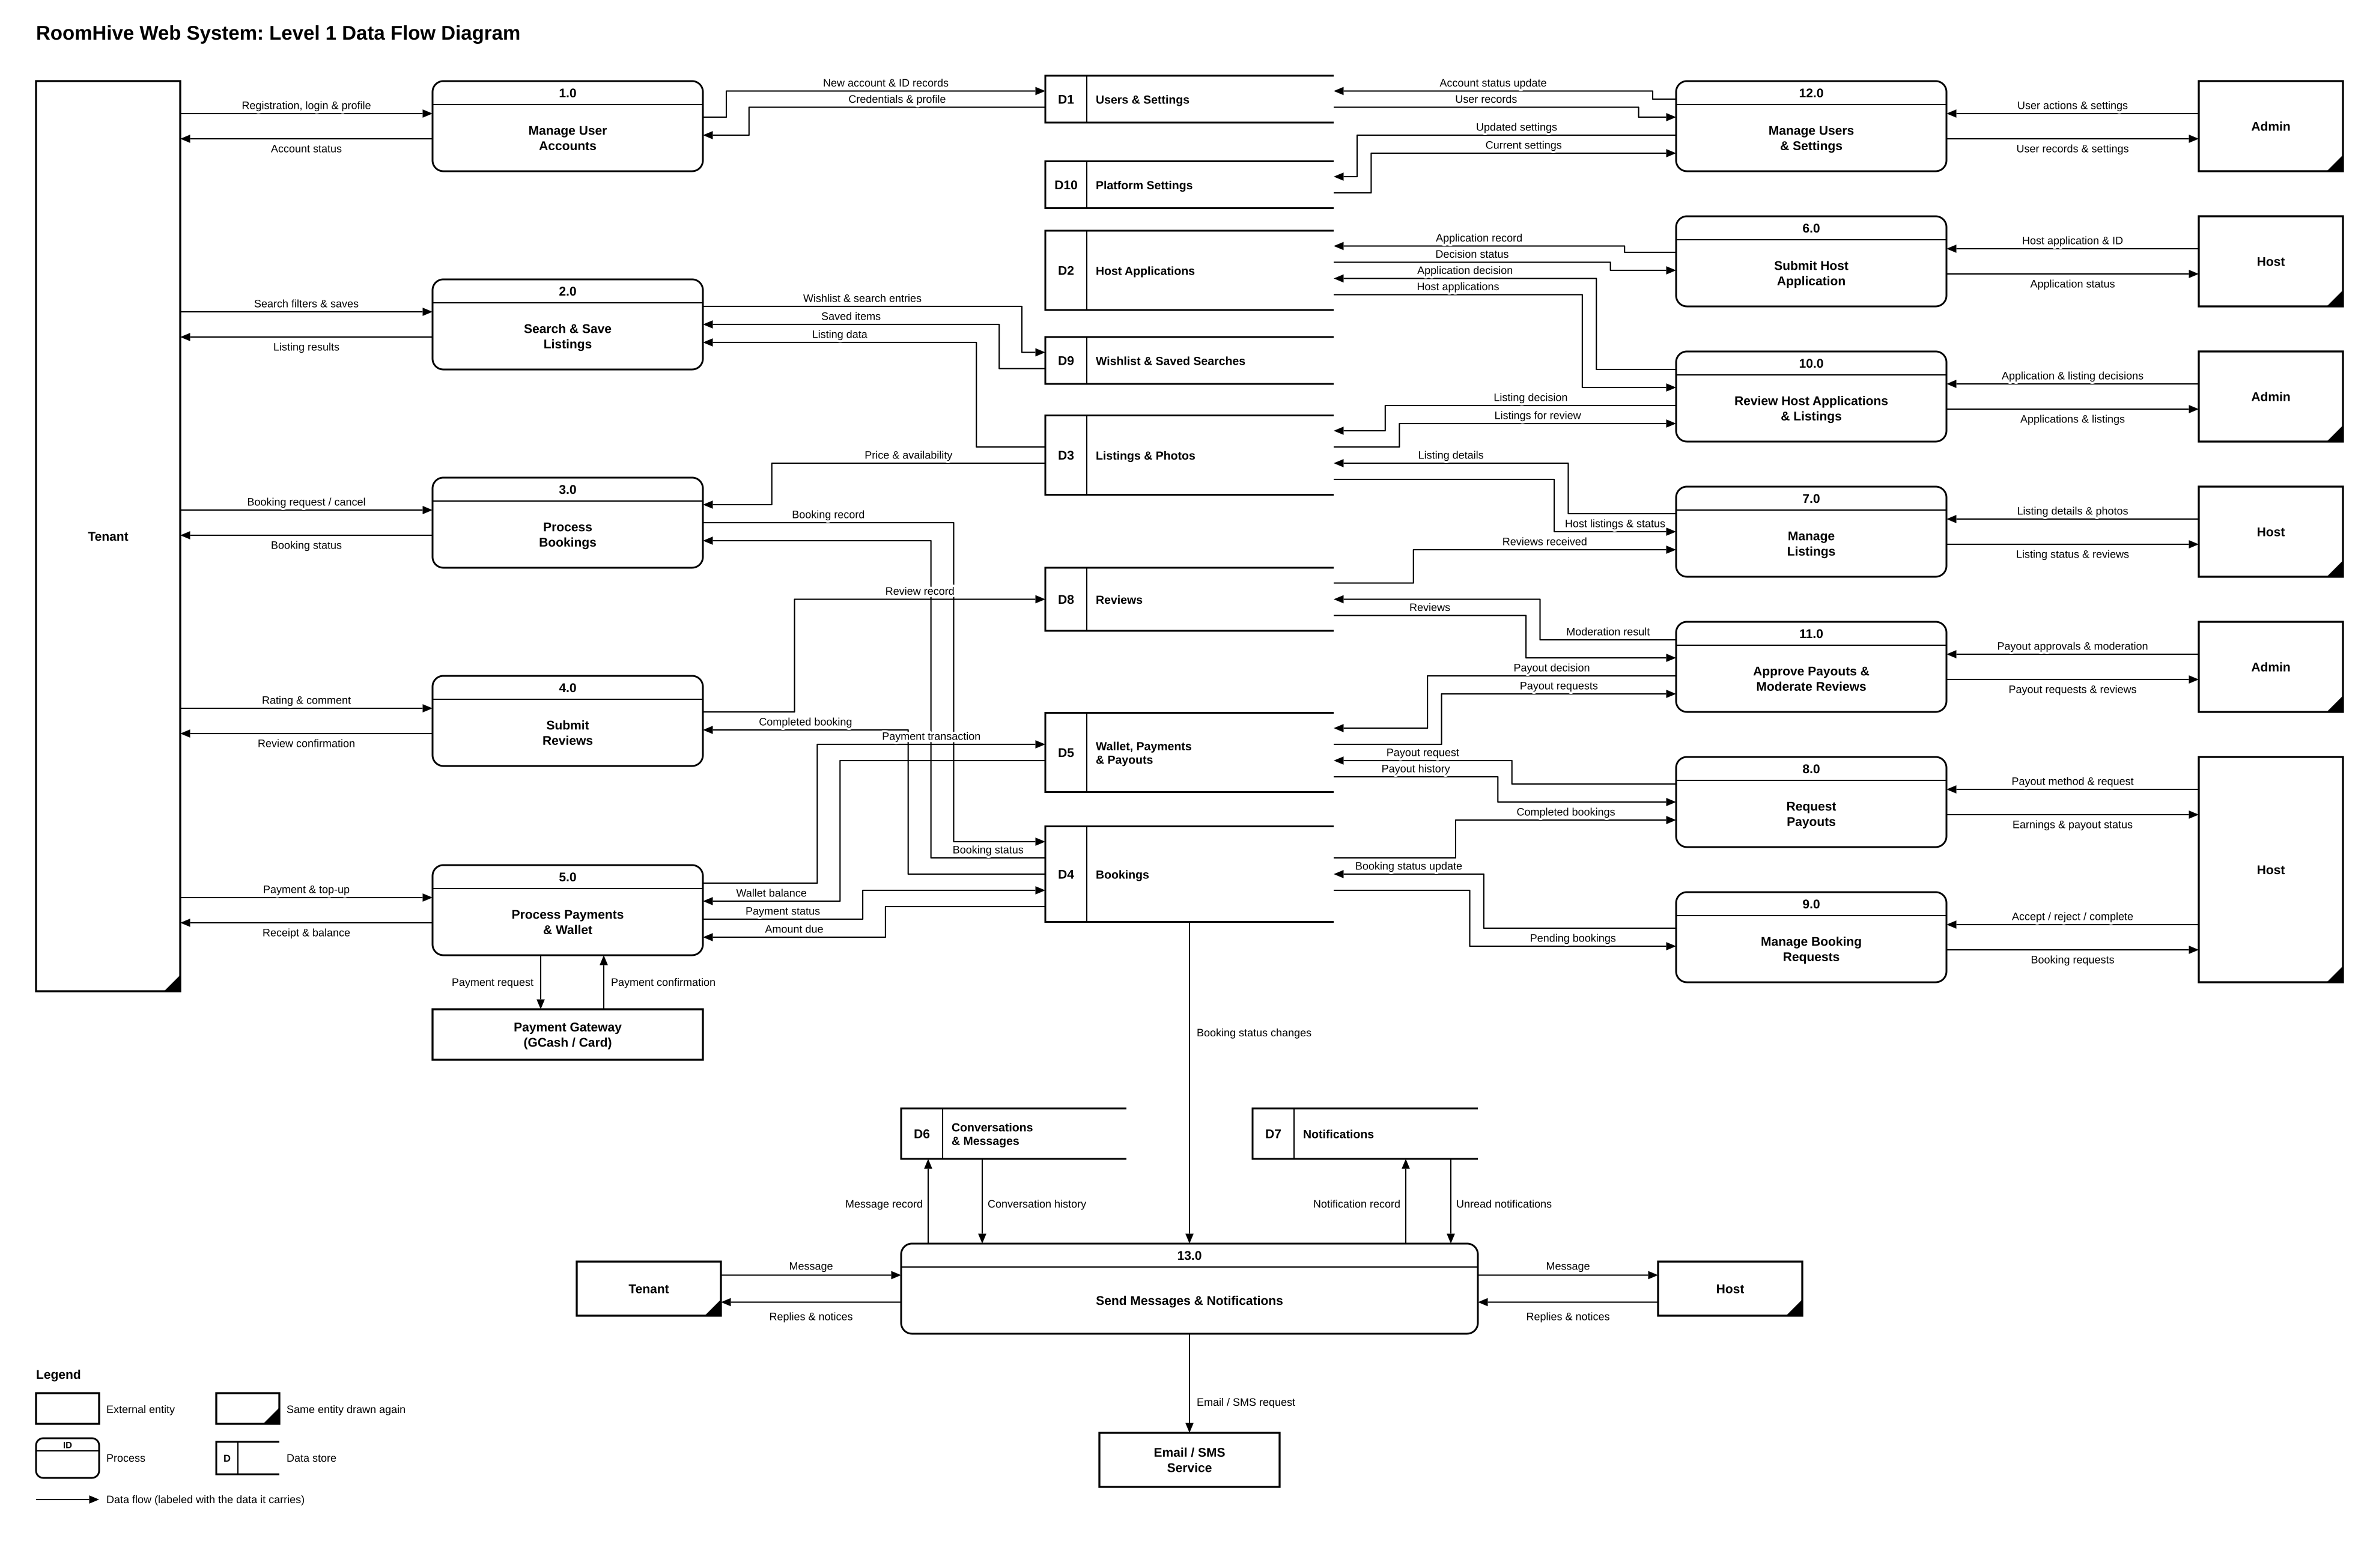 RoomHive Web System: Level 1 Data Flow Diagram
Tenant
Registration, login & profile
Account status
1.0
Manage User
Accounts
New account & ID records
Credentials & profile
D1
Users & Settings
Account status update
User records
Updated settings
Current settings
12.0
Manage Users
& Settings
User actions & settings
User records & settings
Admin
D10
Platform Settings
D2
Host Applications
Application record
Decision status
Application decision
Host applications
6.0
Submit Host
Application
Host application & ID
Application status
Host
Search filters & saves
Listing results
2.0
Search & Save
Listings
Wishlist & search entries
Saved items
Listing data
D9
Wishlist & Saved Searches
10.0
Review Host Applications
& Listings
Application & listing decisions
Applications & listings
Admin
Listing decision
Listings for review
D3
Listings & Photos
Price & availability
Listing details
Host listings & status
Reviews received
7.0
Manage
Listings
Listing details & photos
Listing status & reviews
Host
Booking request / cancel
Booking status
3.0
Process
Bookings
Booking record
Review record
D8
Reviews
Reviews
Moderation result
Payout decision
Payout requests
11.0
Approve Payouts &
Moderate Reviews
Payout approvals & moderation
Payout requests & reviews
Admin
Rating & comment
Review confirmation
4.0
Submit
Reviews
Completed booking
Payment transaction
D5
Wallet, Payments
& Payouts
Payout request
Payout history
Completed bookings
8.0
Request
Payouts
Payout method & request
Earnings & payout status
Host
Booking status
D4
Bookings
Booking status update
Pending bookings
9.0
Manage Booking
Requests
Accept / reject / complete
Booking requests
Payment & top-up
Receipt & balance
5.0
Process Payments
& Wallet
Wallet balance
Payment status
Amount due
Payment request
Payment confirmation
Payment Gateway
(GCash / Card)
Booking status changes
D6
Conversations
& Messages
D7
Notifications
Message record
Conversation history
Notification record
Unread notifications
Tenant
Message
Replies & notices
13.0
Send Messages & Notifications
Message
Replies & notices
Host
Email / SMS request
Email / SMS
Service
Legend
External entity
Same entity drawn again
ID
Process
D
Data store
Data flow (labeled with the data it carries)